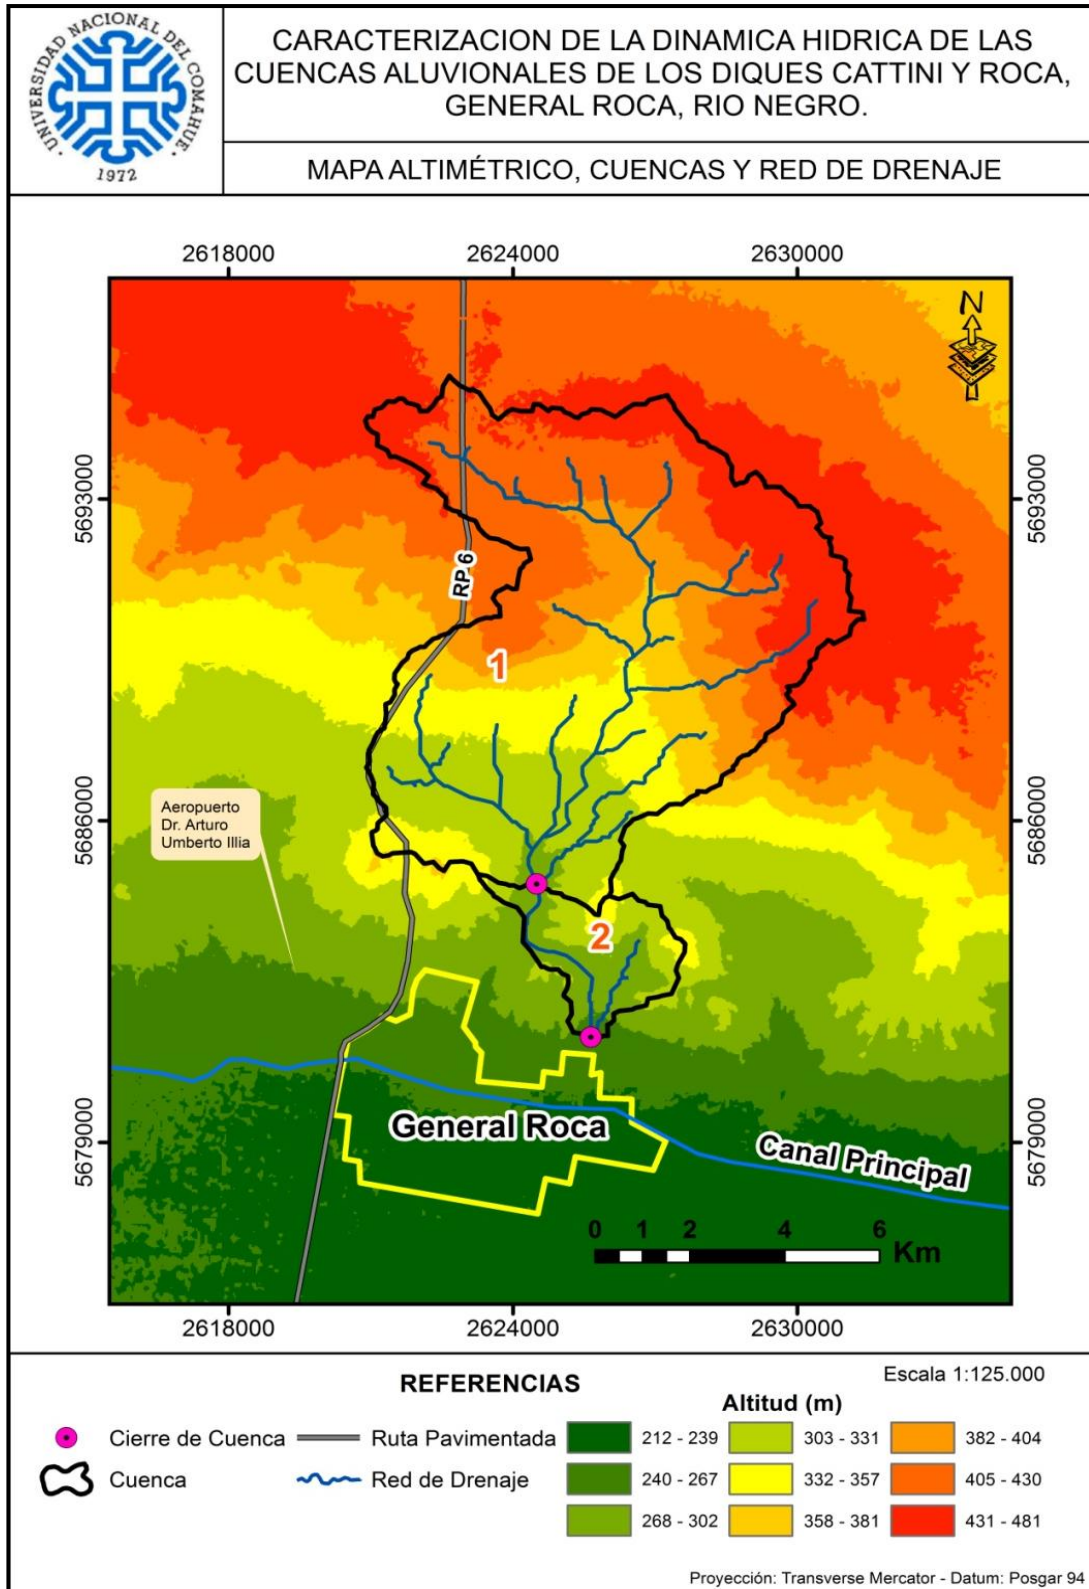 UNIVERSIDAD NACIONAL DEL COMAHUE
1972
CARACTERIZACION DE LA DINAMICA HIDRICA DE LAS
CUENCAS ALUVIONALES DE LOS DIQUES CATTINI Y ROCA,
GENERAL ROCA, RIO NEGRO.
MAPA ALTIMÉTRICO, CUENCAS Y RED DE DRENAJE
2618000 2624000 2630000
N
5693000 5693000
RP 6
1
5686000 5686000
Aeropuerto
Dr. Arturo
Umberto Illia
2
5679000 5679000
General Roca
Canal Principal
0 1 2 4 6
Km
2618000 2624000 2630000
REFERENCIAS
Escala 1:125.000
Altitud (m)
Cierre de Cuenca Ruta Pavimentada 212 - 239 303 - 331 382 - 404
Cuenca Red de Drenaje 240 - 267 332 - 357 405 - 430
268 - 302 358 - 381 431 - 481
Proyección: Transverse Mercator - Datum: Posgar 94